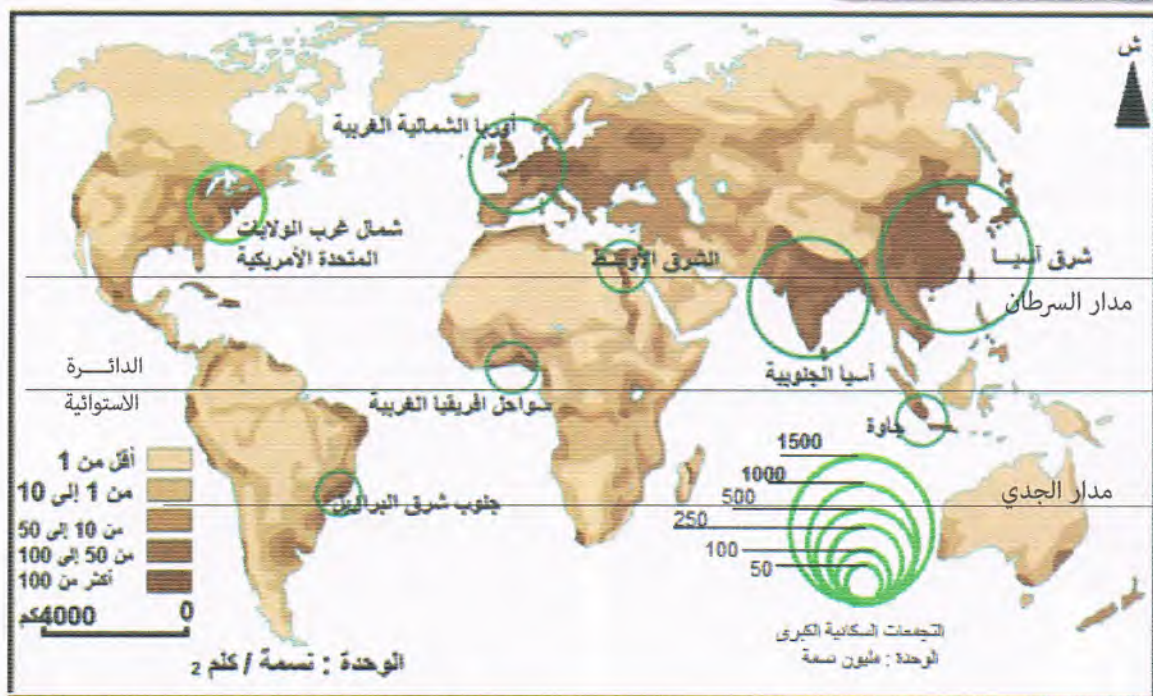 ش
أوربا الشمالية الغربية
شمال غرب الولايات
المتحدة الأمريكية
الشرق الأوسط
شرق آسيا
مدار السرطان
آسيا الجنوبية
الدائرة
الاستوائية
سواحل افريقيا الغربية
جاوة
مدار الجدي
جنوب شرق البرازيل
أقل من 1
من 1 إلى 10
من 10 إلى 50
من 50 إلى 100
أكثر من 100
0 4000كم
الوحدة : نسمة / كلم 2
1500
1000
500
250
100
50
التجمعات السكانية الكبرى
الوحدة : مليون نسمة